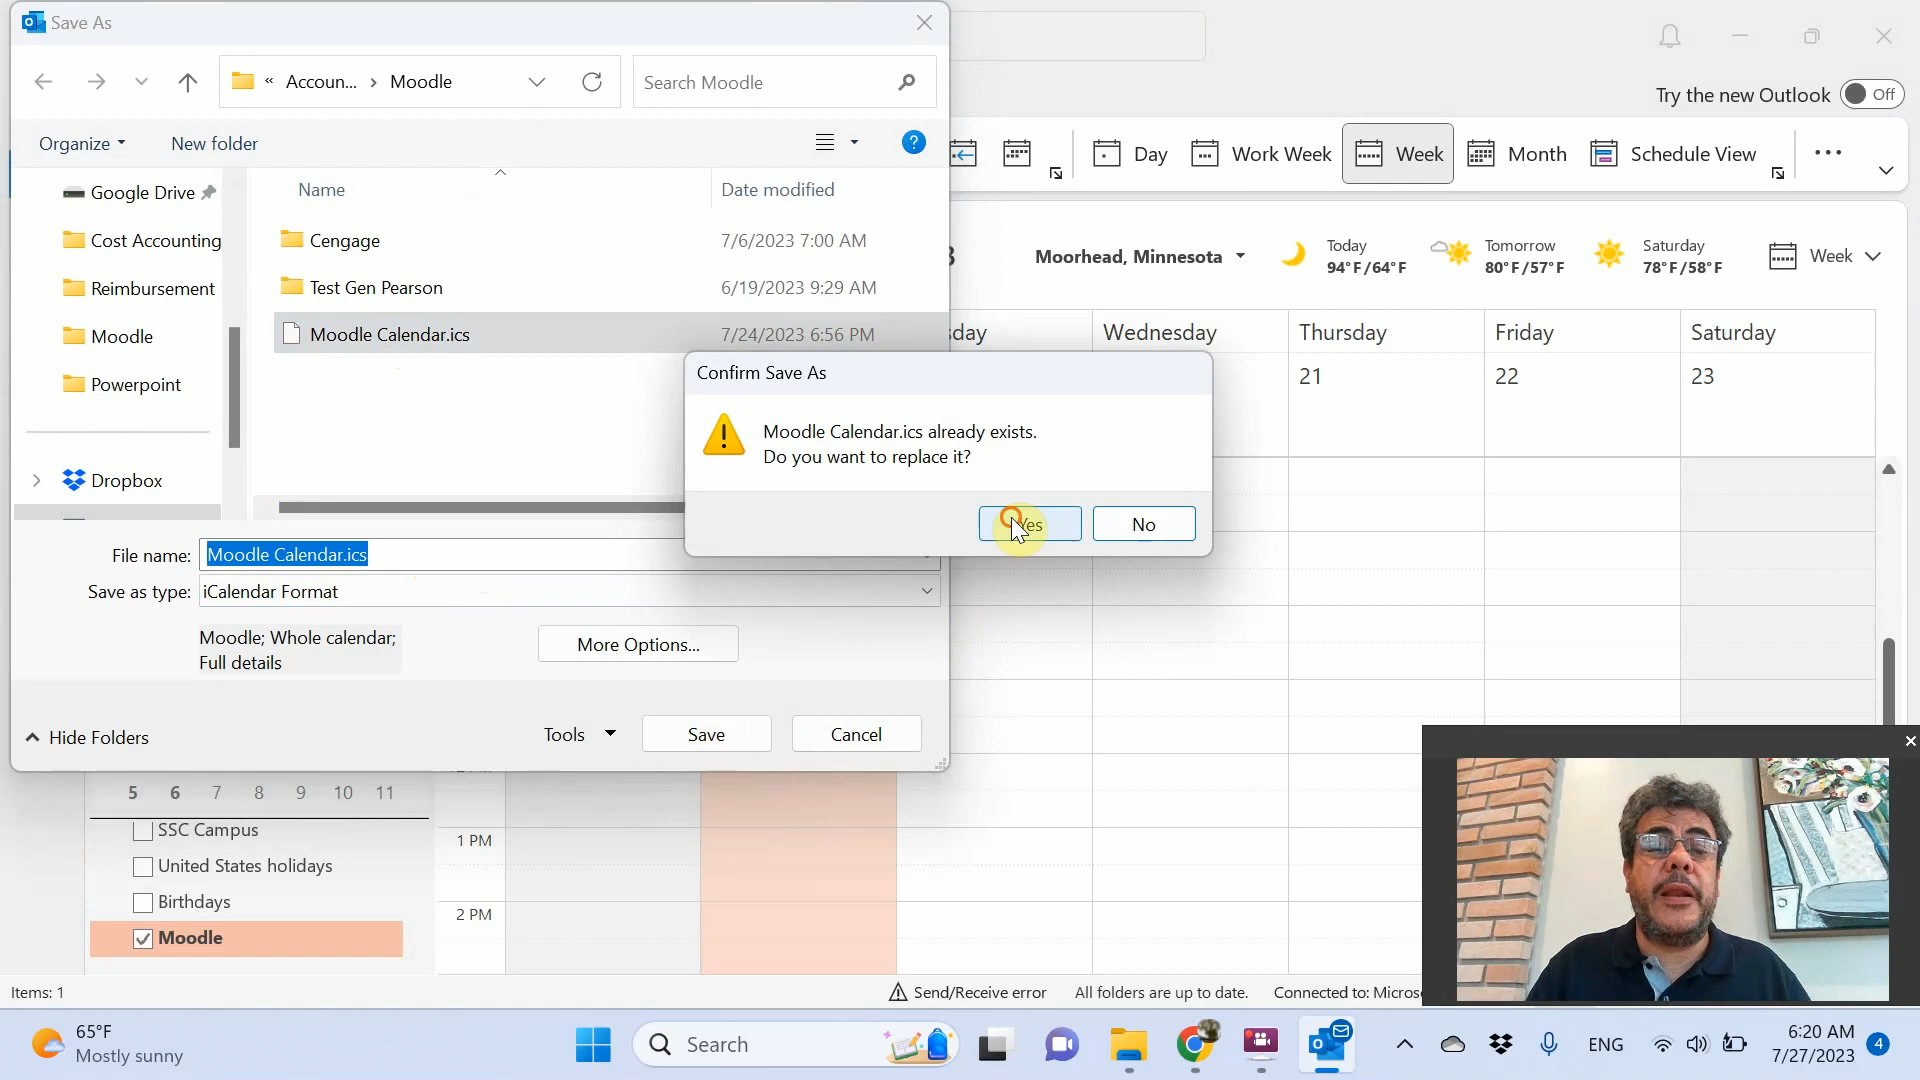 Save As
« Accoun... > Moodle
Search Moodle
Try the new Outlook Off
Organize
New folder
Day
Work Week
Week
Month
Schedule View
Google Drive
Cost Accounting
Reimbursement
Moodle
Powerpoint
Dropbox
Name
Date modified
Cengage
7/6/2023 7:00 AM
Test Gen Pearson
6/19/2023 9:29 AM
Moodle Calendar.ics
7/24/2023 6:56 PM
Moorhead, Minnesota
Today
94°F/64°F
Tomorrow
80°F/57°F
Saturday
78°F/58°F
Week
Wednesday
Thursday
Friday
Saturday
21
22
23
Confirm Save As
Moodle Calendar.ics already exists.
Do you want to replace it?
Yes
No
File name: Moodle Calendar.ics
Save as type: iCalendar Format
Moodle; Whole calendar;
Full details
More Options...
Hide Folders
Tools
Save
Cancel
5 6 7 8 9 10 11
SSC Campus
United States holidays
Birthdays
Moodle
1 PM
2 PM
Items: 1
Send/Receive error
All folders are up to date.
Connected to:
65°F
Mostly sunny
Search
ENG
6:20 AM
7/27/2023
4